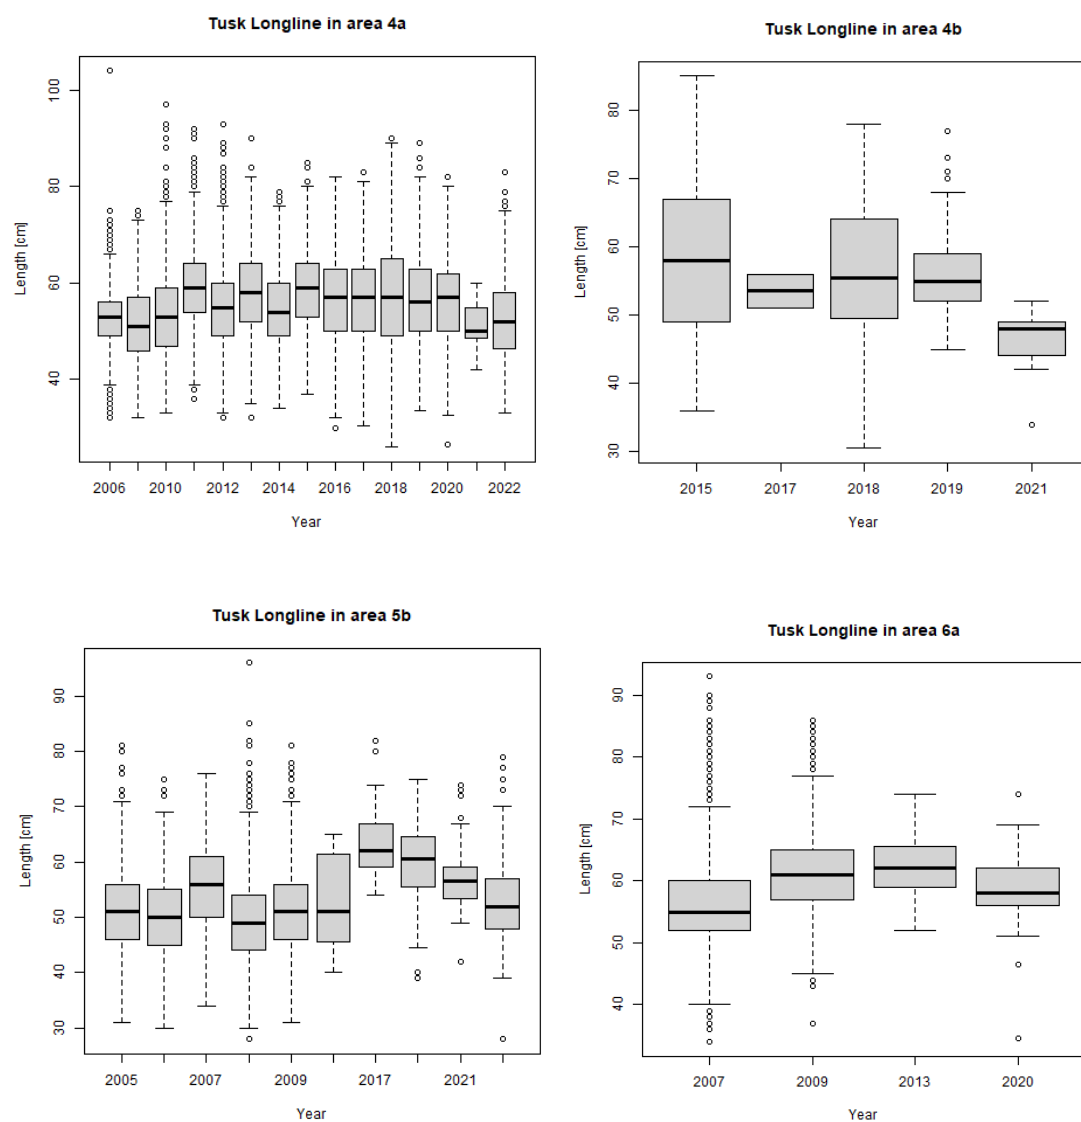 Tusk Longline in area 4a
Length [cm]
100
80
60
40
2006 2010 2012 2014 2016 2018 2020 2022
Year
Tusk Longline in area 4b
Length [cm]
80
70
60
50
40
30
2015 2017 2018 2019 2021
Year
Tusk Longline in area 5b
Length [cm]
90
80
70
60
50
40
30
2005 2007 2009 2017 2021
Year
Tusk Longline in area 6a
Length [cm]
90
80
70
60
50
40
2007 2009 2013 2020
Year